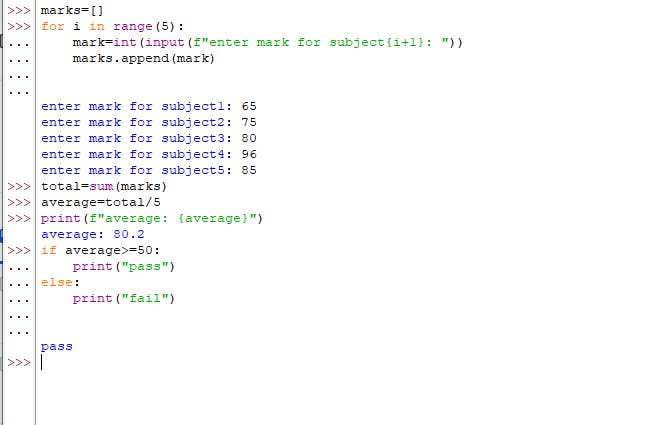 >>> marks=[]
>>> for i in range(5):
...     mark=int(input(f"enter mark for subject{i+1}: "))
...     marks.append(mark)
...
...
enter mark for subject1: 65
enter mark for subject2: 75
enter mark for subject3: 80
enter mark for subject4: 96
enter mark for subject5: 85
>>> total=sum(marks)
>>> average=total/5
>>> print(f"average: {average}")
average: 80.2
>>> if average>=50:
...     print("pass")
... else:
...     print("fail")
...
...
pass
>>>